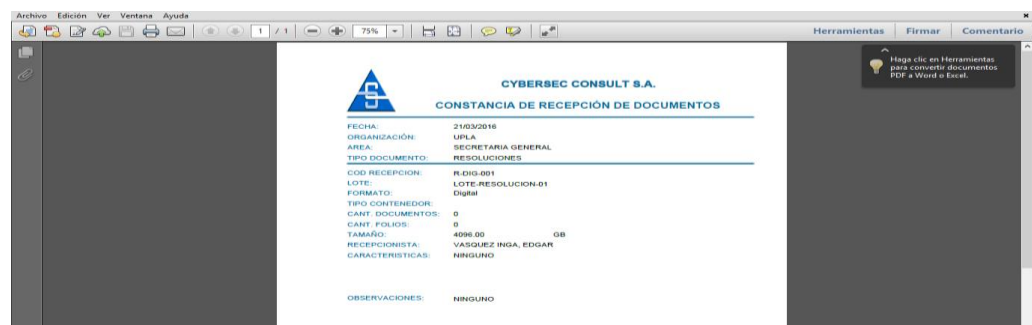 Archivo Edición Ver Ventana Ayuda
1 / 1 75% Herramientas Firmar Comentario
Haga clic en Herramientas
para convertir documentos
PDF a Word o Excel.
CYBERSEC CONSULT S.A.
CONSTANCIA DE RECEPCIÓN DE DOCUMENTOS
FECHA: 21/03/2016
ORGANIZACIÓN: UPLA
AREA: SECRETARIA GENERAL
TIPO DOCUMENTO: RESOLUCIONES
COD RECEPCION: R-DIG-001
LOTE: LOTE-RESOLUCION-01
FORMATO: Digital
TIPO CONTENEDOR:
CANT. DOCUMENTOS: 0
CANT. FOLIOS: 0
TAMAÑO: 4096.00 GB
RECEPCIONISTA: VASQUEZ INGA, EDGAR
CARACTERISTICAS: NINGUNO
OBSERVACIONES: NINGUNO